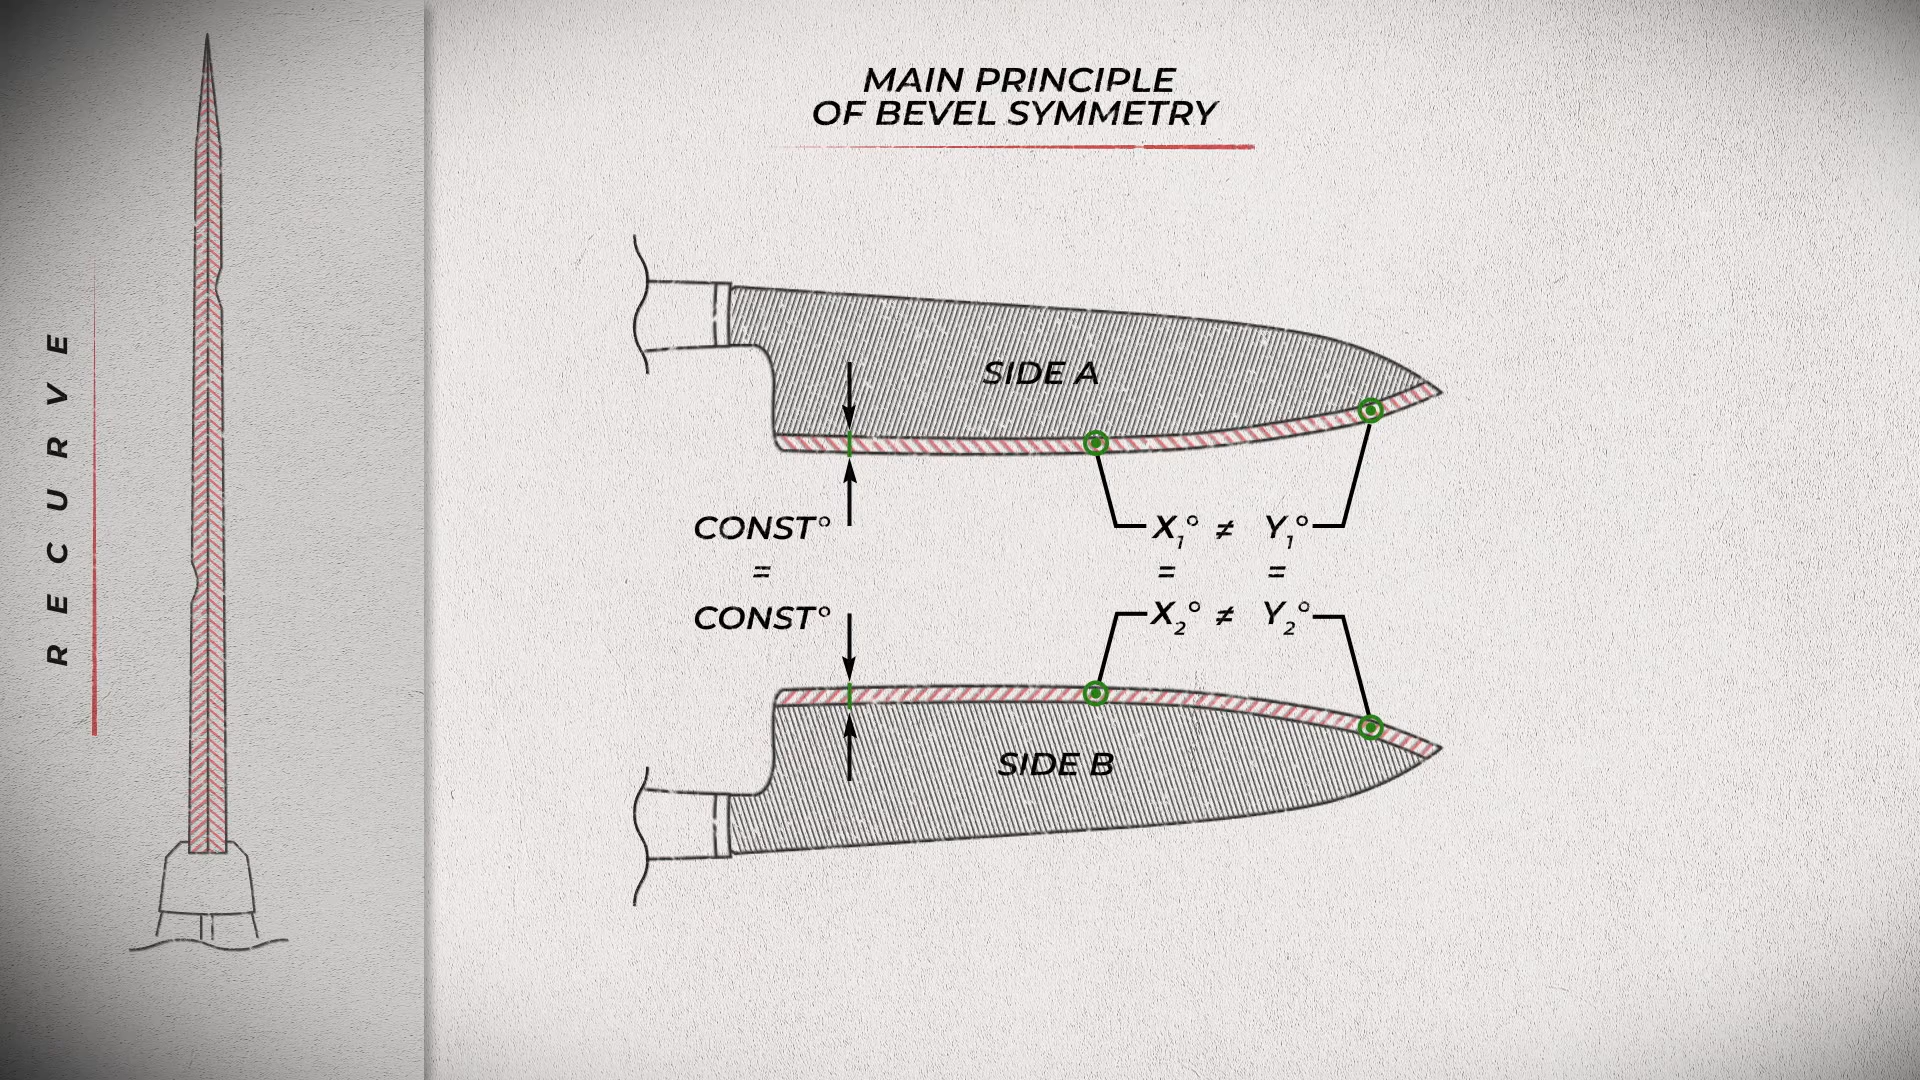 RECURVE
MAIN PRINCIPLE
OF BEVEL SYMMETRY
SIDE A
CONST° X₁° ≠ Y₁°
= = =
CONST° X₂° ≠ Y₂°
SIDE B